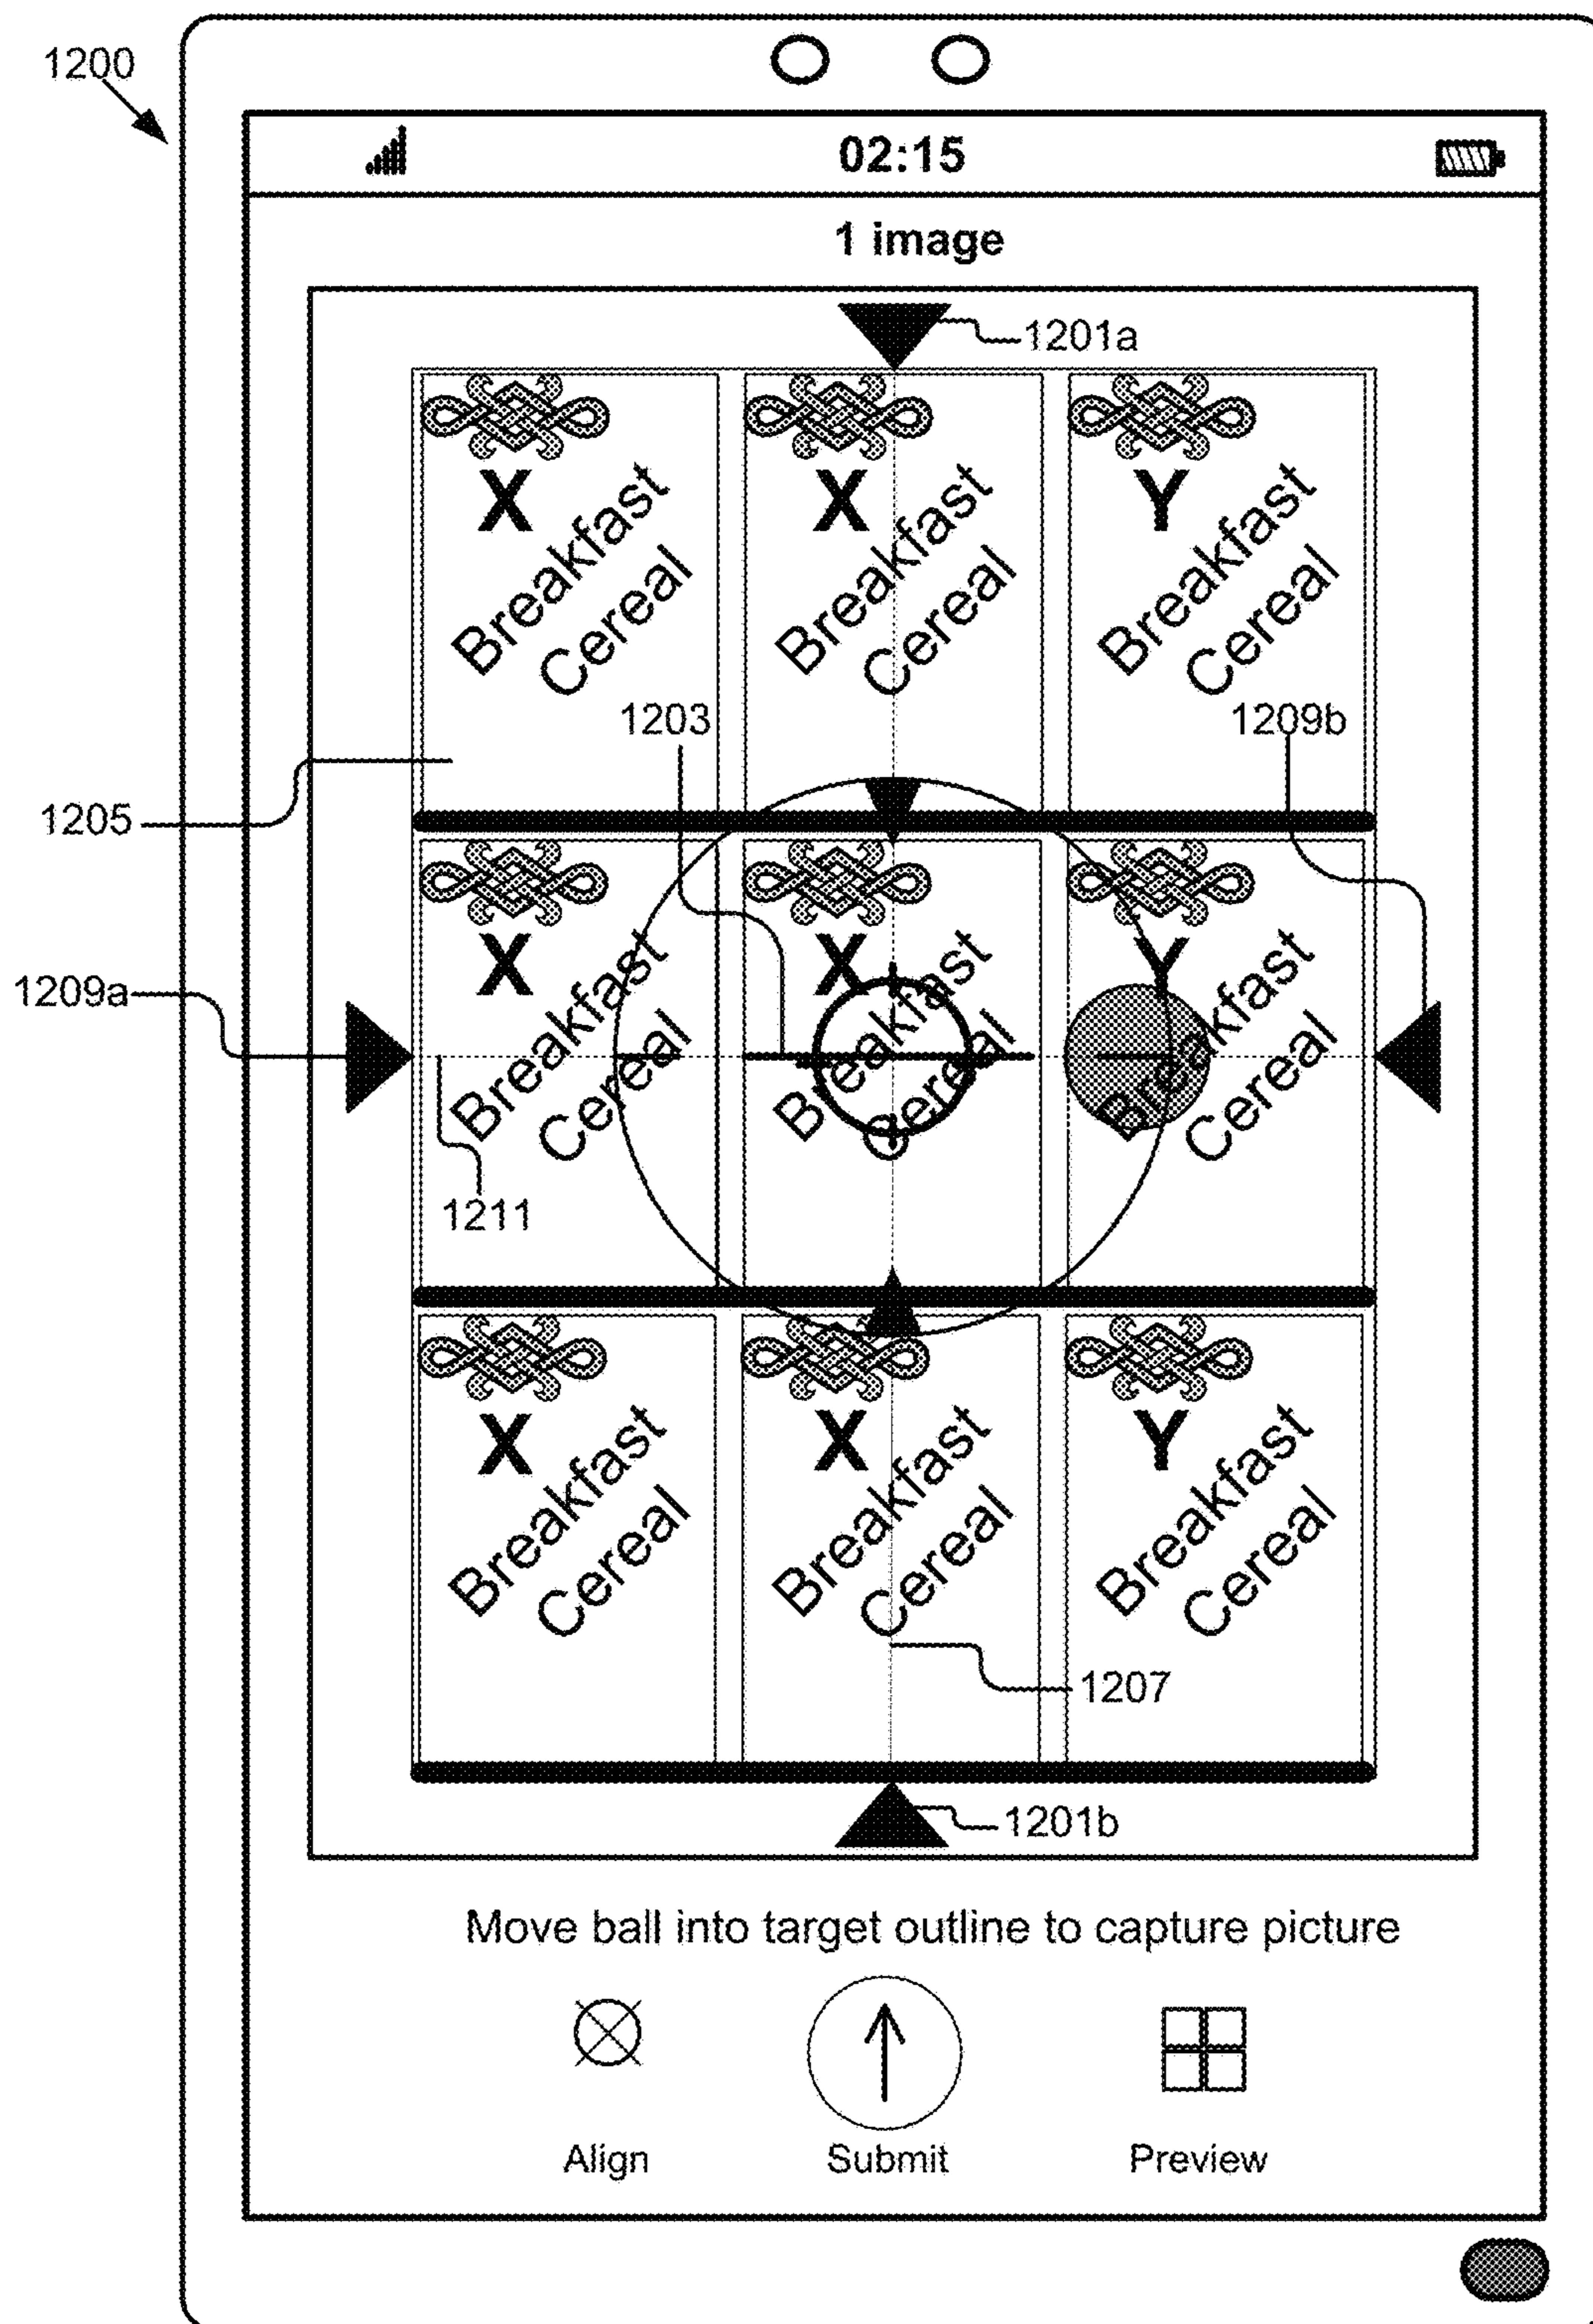 1200
02:15
1 image
1201a
X X Y
Breakfast Breakfast Breakfast
Cereal Cereal Cereal
1203 1209b
1205
X X Y
Breakfast Breakfast Breakfast
Cereal Cereal Cereal
1209a
1211
X X Y
Breakfast Breakfast Breakfast
Cereal Cereal Cereal
1207
1201b
Move ball into target outline to capture picture
Align Submit Preview